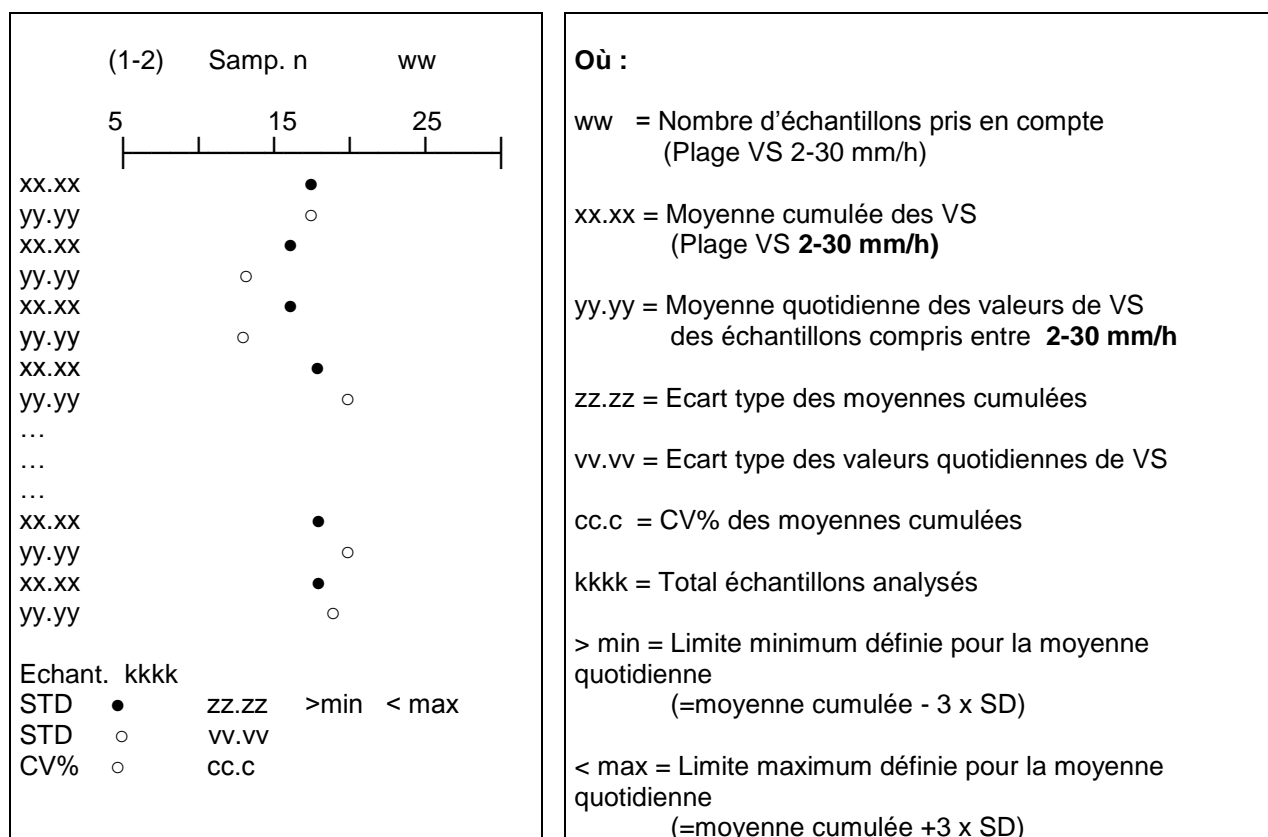 (1-2) Samp. n ww
5 15 25
xx.xx ●
yy.yy ○
xx.xx ●
yy.yy ○
xx.xx ●
yy.yy ○
xx.xx ●
yy.yy ○
…
…
…
xx.xx ●
yy.yy ○
xx.xx ●
yy.yy ○
Echant. kkkk
STD ● zz.zz >min < max
STD ○ vv.vv
CV% ○ cc.c
Où :
ww = Nombre d'échantillons pris en compte
(Plage VS 2-30 mm/h)
xx.xx = Moyenne cumulée des VS
(Plage VS 2-30 mm/h)
yy.yy = Moyenne quotidienne des valeurs de VS
des échantillons compris entre 2-30 mm/h
zz.zz = Ecart type des moyennes cumulées
vv.vv = Ecart type des valeurs quotidiennes de VS
cc.c = CV% des moyennes cumulées
kkkk = Total échantillons analysés
> min = Limite minimum définie pour la moyenne
quotidienne
(=moyenne cumulée - 3 x SD)
< max = Limite maximum définie pour la moyenne
quotidienne
(=moyenne cumulée +3 x SD)